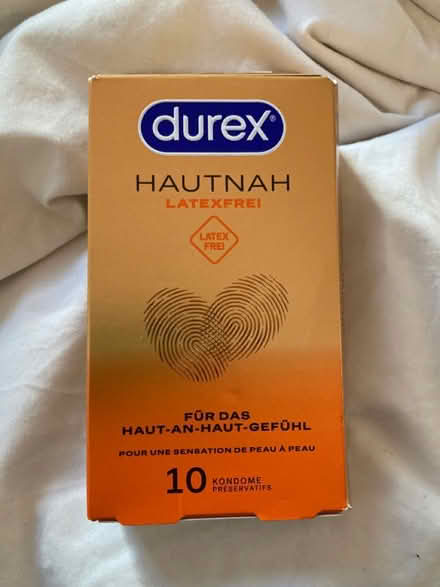 durex
HAUTNAH
LATEXFREI
LATEX
FREI
FÜR DAS
HAUT-AN-HAUT-GEFÜHL
POUR UNE SENSATION DE PEAU À PEAU
10 KONDOME
PRÉSERVATIFS